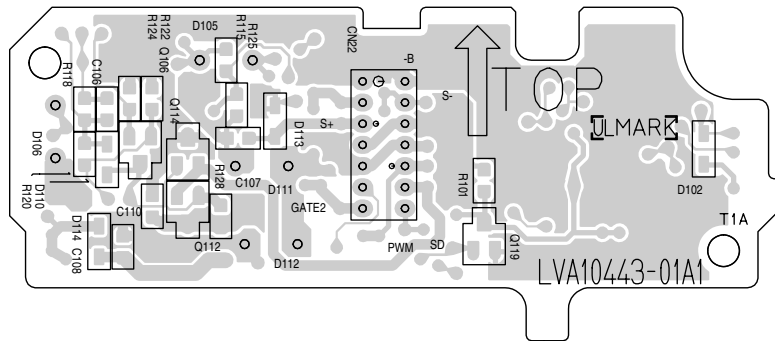 D105
R122
R124
R115
R125
CN22
-B
Q106
C106
R118
TOP
S-
Q114
S+
D113
ULMARK
D106
R128
C107
D111
R101
D102
D110
R120
C110
GATE2
T1A
D114
C108
Q112
D112
PWM
SD
Q119
LVA10443-01A1